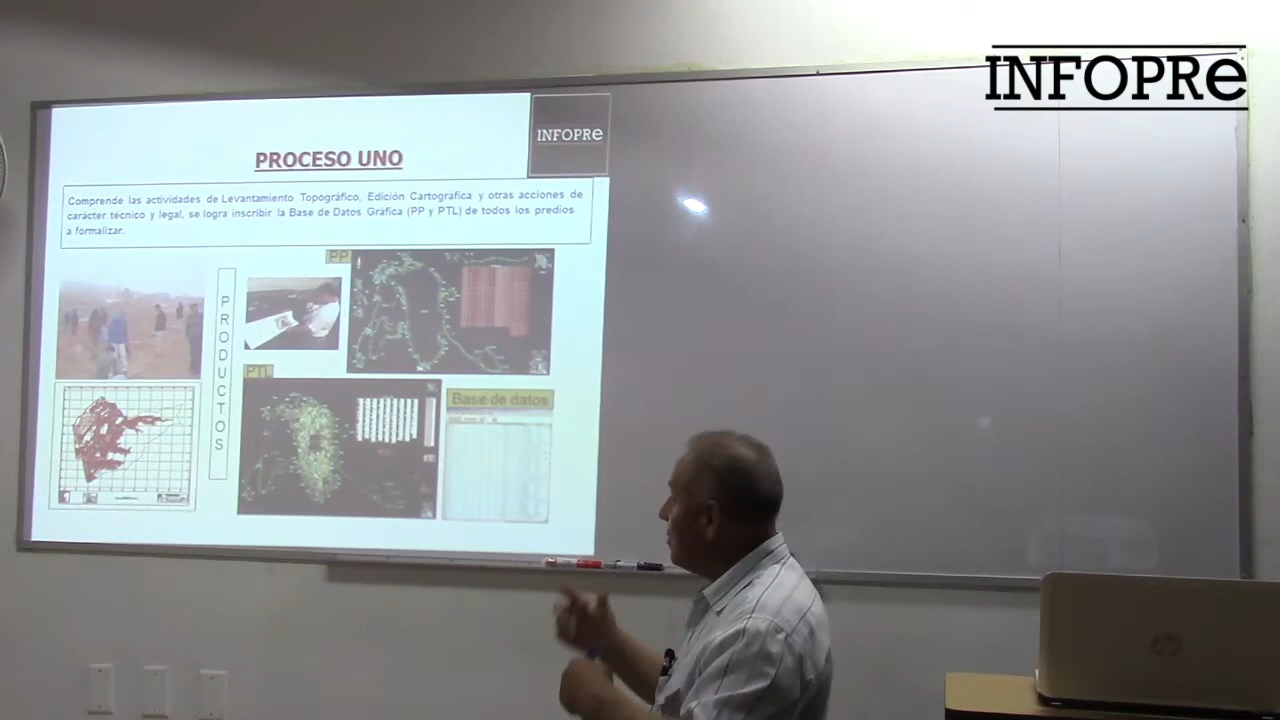 INFOPRe
INFOPRe
PROCESO UNO
Comprende las actividades de Levantamiento Topográfico, Edición Cartográfica y otras acciones de
carácter técnico y legal, se logra inscribir la Base de Datos Gráfica (PP y PTL) de todos los predios
a formalizar.
PP
PRODUCTOS
PTL
Base de datos
hp